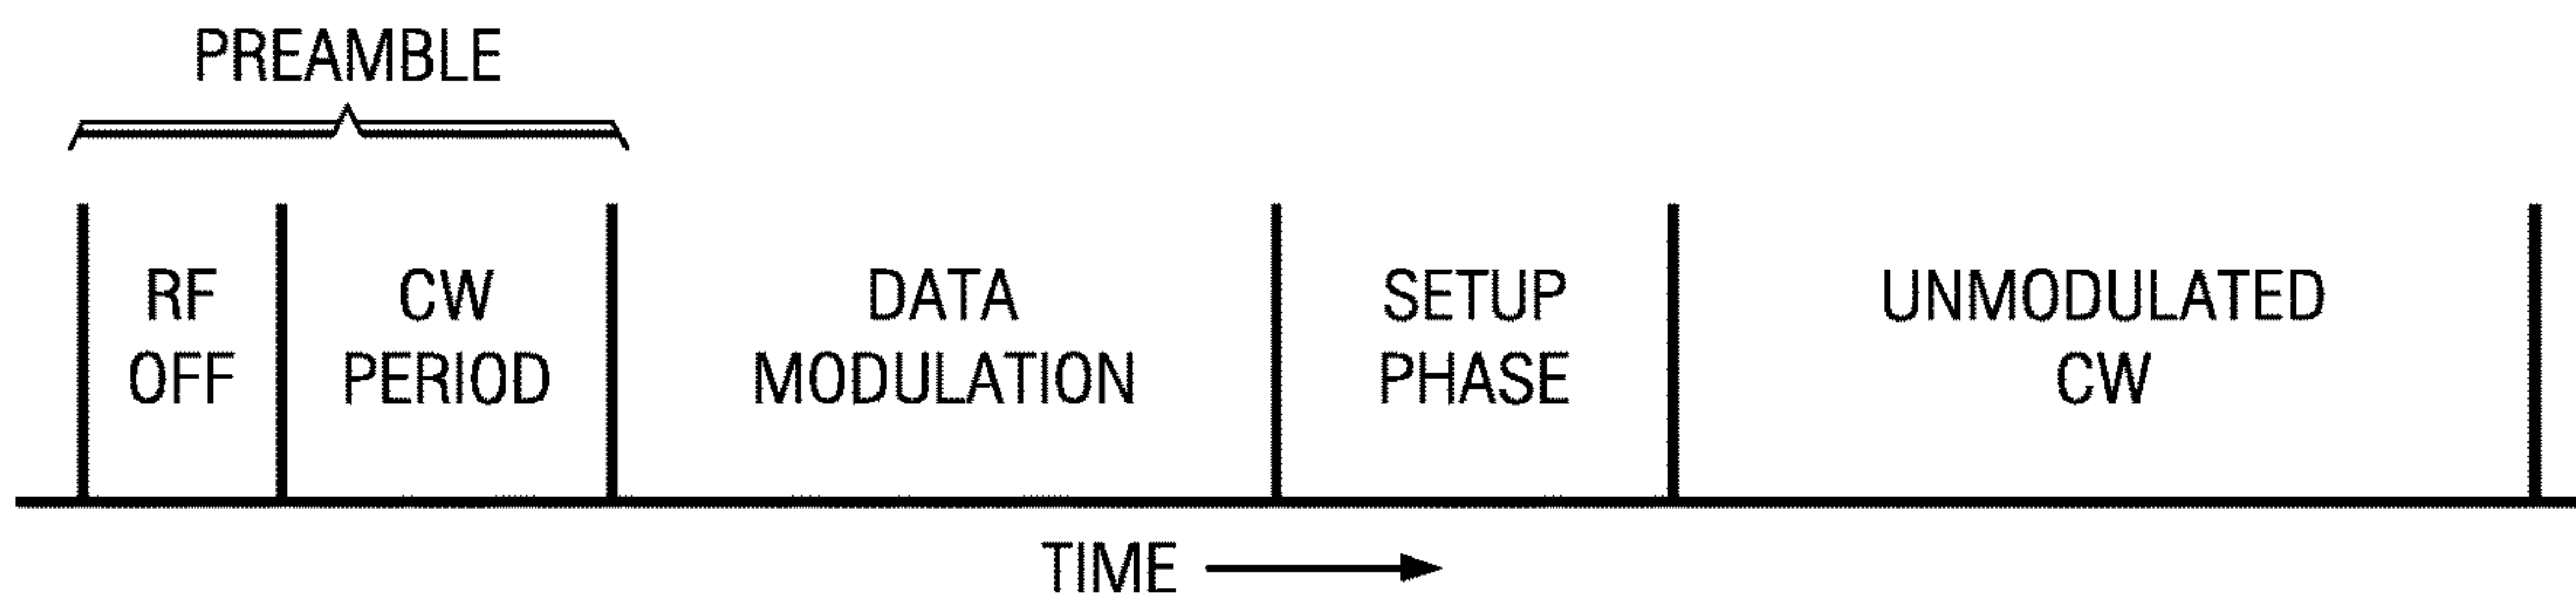 PREAMBLE
RF
OFF
CW
PERIOD
DATA
MODULATION
SETUP
PHASE
UNMODULATED
CW
TIME